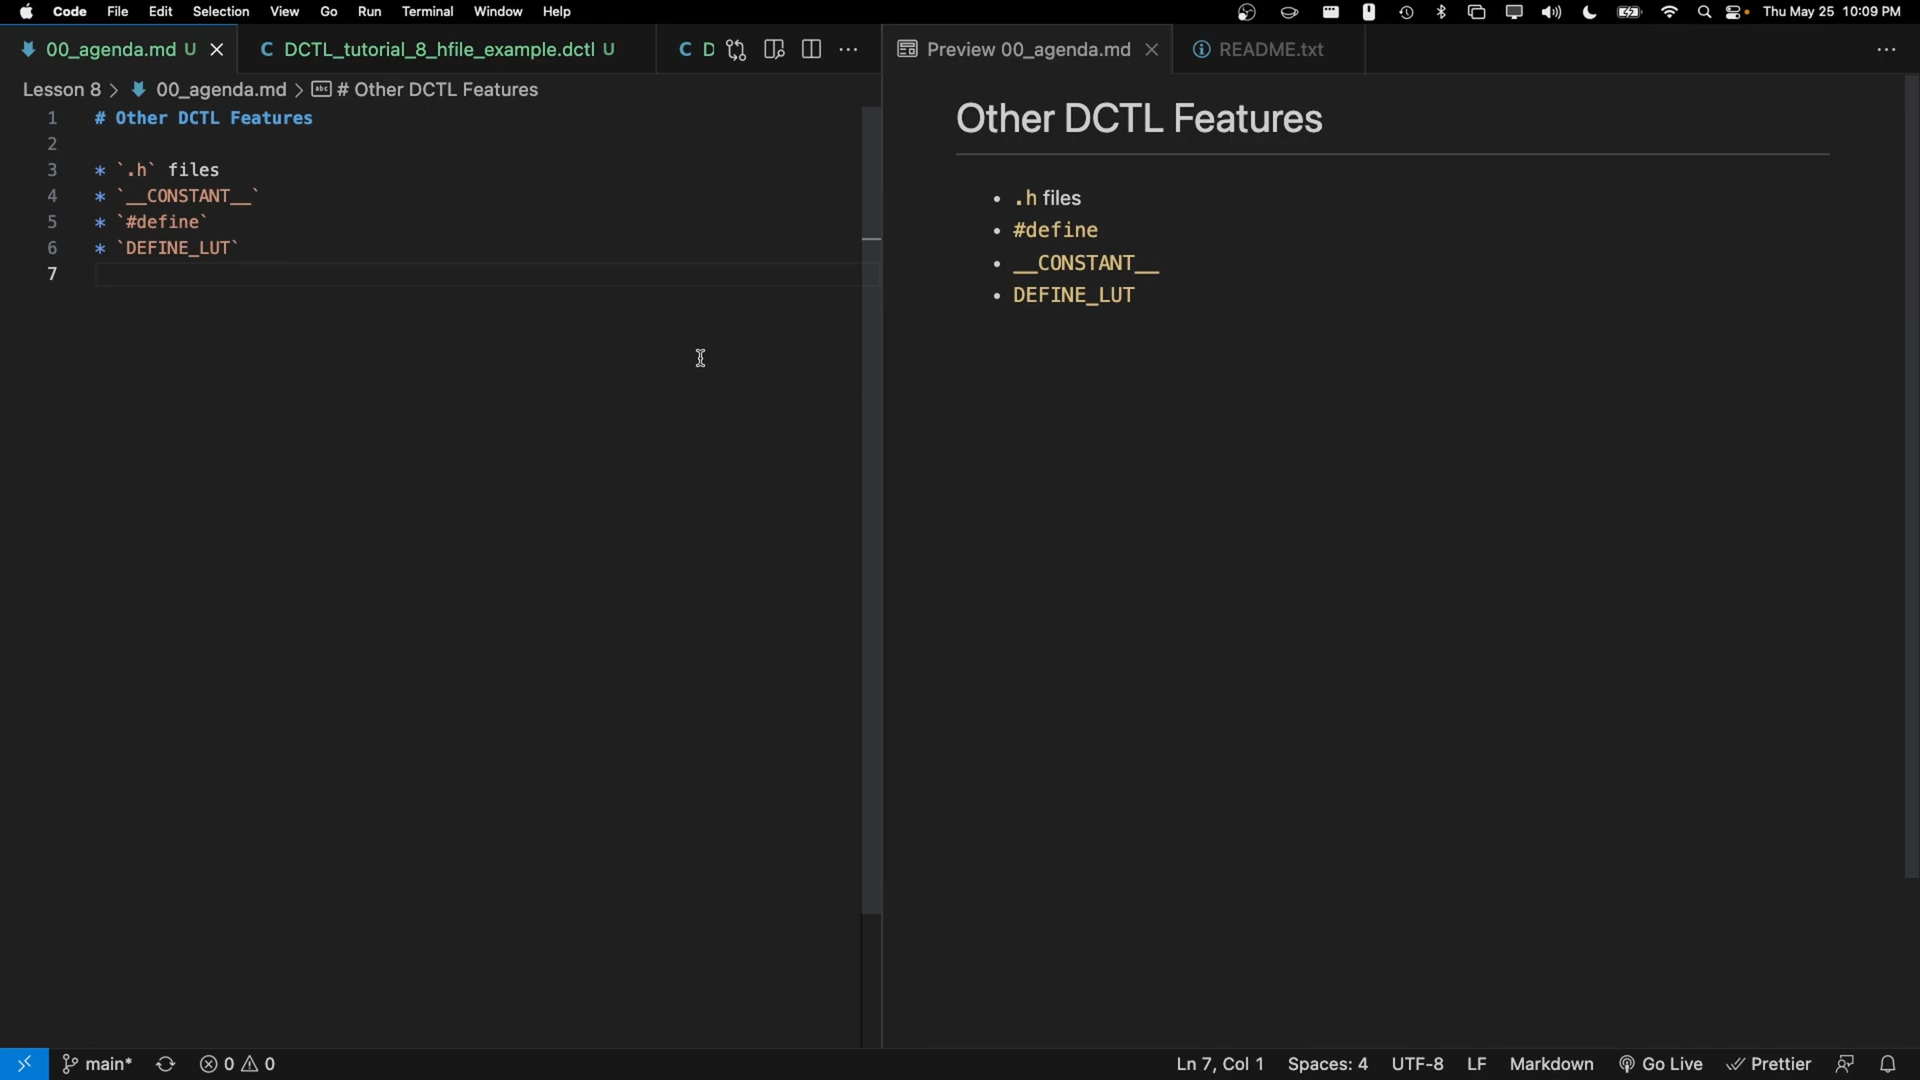 Code File Edit Selection View Go Run Terminal Window Help Thu May 25 10:09 PM
00_agenda.md U DCTL_tutorial_8_hfile_example.dctl U D Preview 00_agenda.md README.txt
Lesson 8 > 00_agenda.md > # Other DCTL Features
1 # Other DCTL Features
2
3 * `.h` files
4 * `__CONSTANT__`
5 * `#define`
6 * `DEFINE_LUT`
7
Other DCTL Features
• .h files
• #define
• __CONSTANT__
• DEFINE_LUT
main* 0 0 Ln 7, Col 1 Spaces: 4 UTF-8 LF Markdown Go Live Prettier